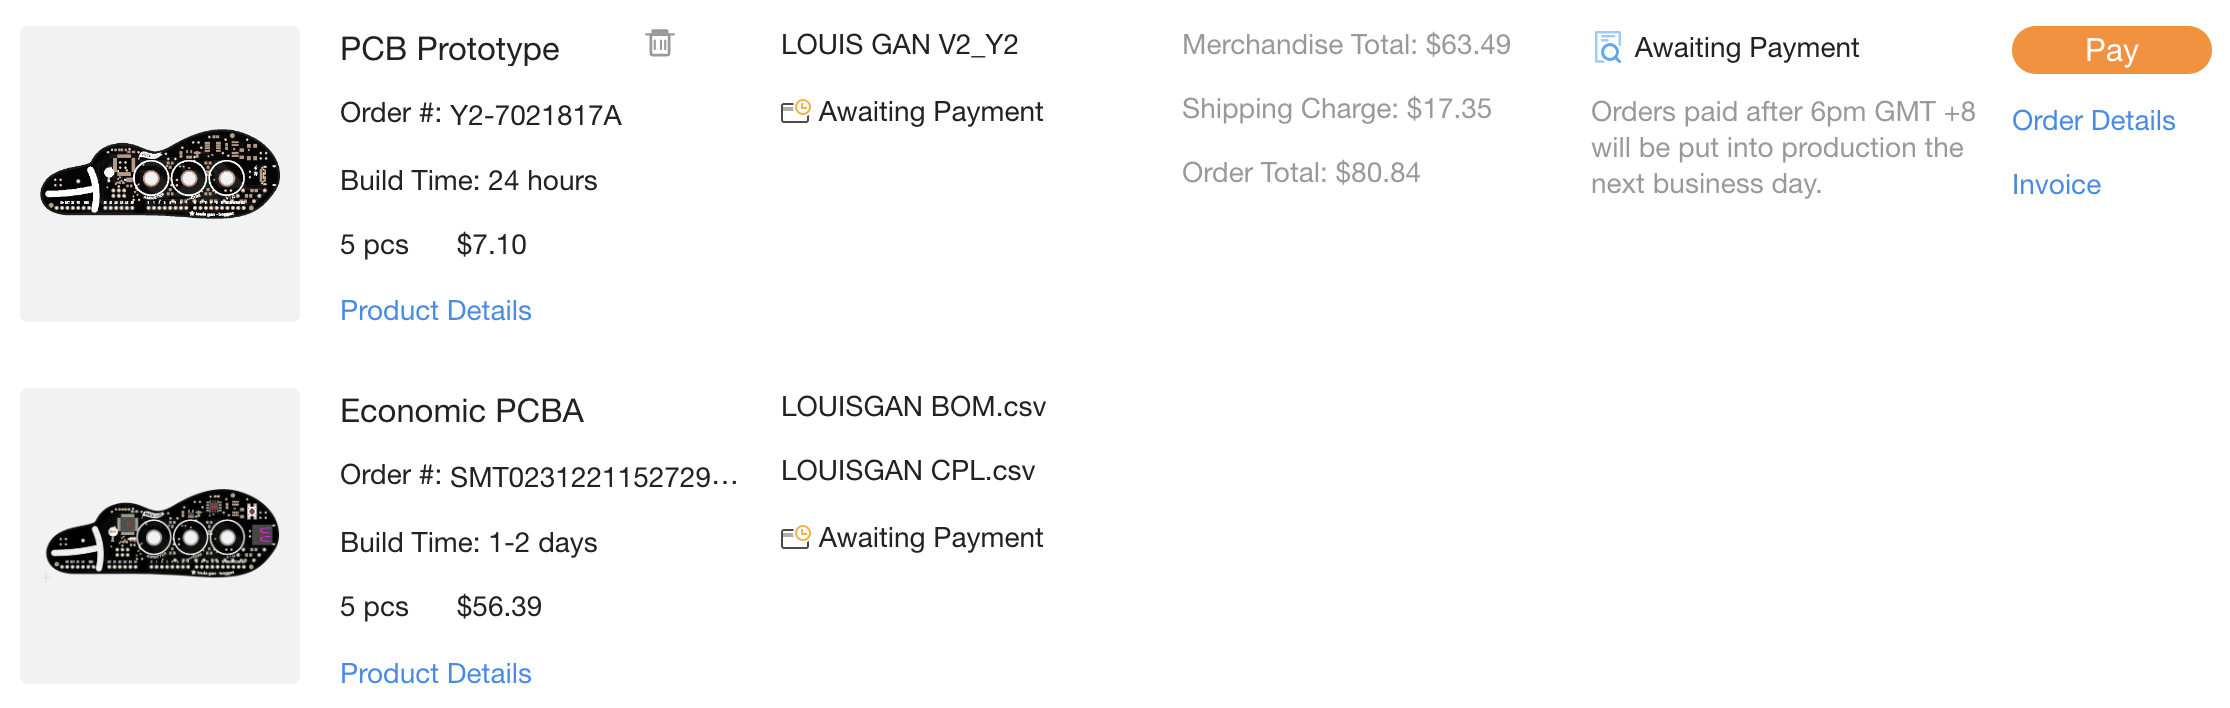 PCB Prototype
Order #: Y2-7021817A
Build Time: 24 hours
5 pcs $7.10
Product Details
LOUIS GAN V2_Y2
Awaiting Payment
Merchandise Total: $63.49
Shipping Charge: $17.35
Order Total: $80.84
Awaiting Payment
Orders paid after 6pm GMT +8
will be put into production the
next business day.
Pay
Order Details
Invoice
Economic PCBA
Order #: SMT0231221152729...
Build Time: 1-2 days
5 pcs $56.39
Product Details
LOUISGAN BOM.csv
LOUISGAN CPL.csv
Awaiting Payment